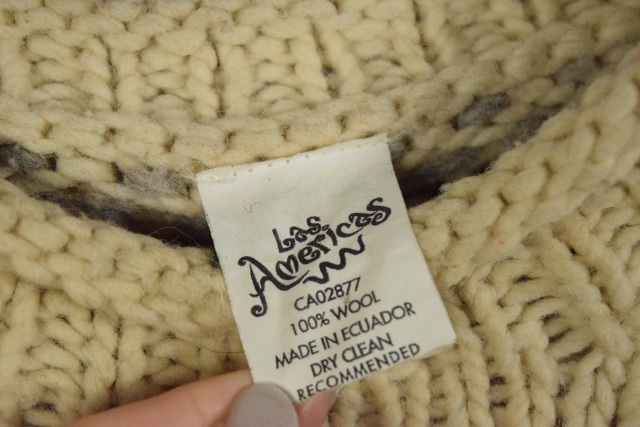 Las
Americas
CA02877
100% WOOL
MADE IN ECUADOR
DRY CLEAN
RECOMMENDED